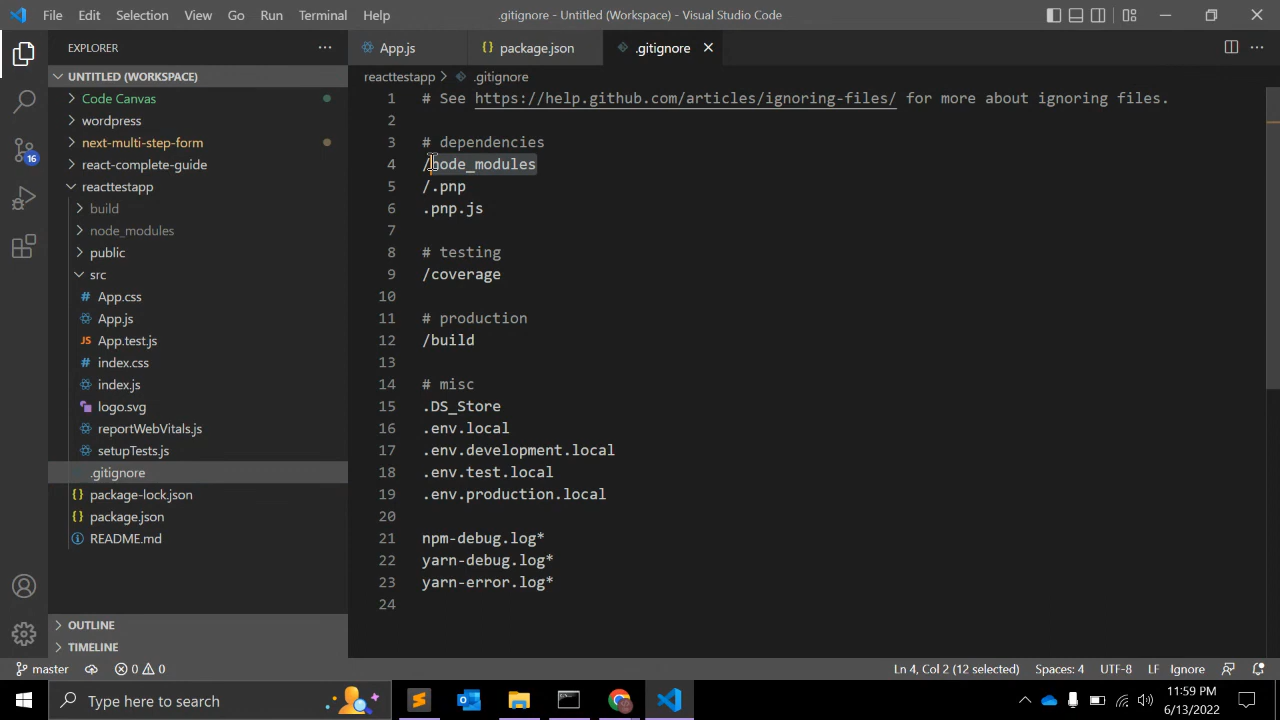 File Edit Selection View Go Run Terminal Help
.gitignore - Untitled (Workspace) - Visual Studio Code
EXPLORER
UNTITLED (WORKSPACE)
Code Canvas
wordpress
next-multi-step-form
react-complete-guide
reacttestapp
build
node_modules
public
src
App.css
App.js
JS App.test.js
index.css
index.js
logo.svg
reportWebVitals.js
setupTests.js
.gitignore
{} package-lock.json
{} package.json
README.md
OUTLINE
TIMELINE
16
App.js {} package.json .gitignore
reacttestapp > .gitignore
1 # See https://help.github.com/articles/ignoring-files/ for more about ignoring files.
2
3 # dependencies
4 /node_modules
5 /.pnp
6 .pnp.js
7
8 # testing
9 /coverage
10
11 # production
12 /build
13
14 # misc
15 .DS_Store
16 .env.local
17 .env.development.local
18 .env.test.local
19 .env.production.local
20
21 npm-debug.log*
22 yarn-debug.log*
23 yarn-error.log*
24
master 0 0 Ln 4, Col 2 (12 selected) Spaces: 4 UTF-8 LF Ignore
Type here to search
11:59 PM
6/13/2022